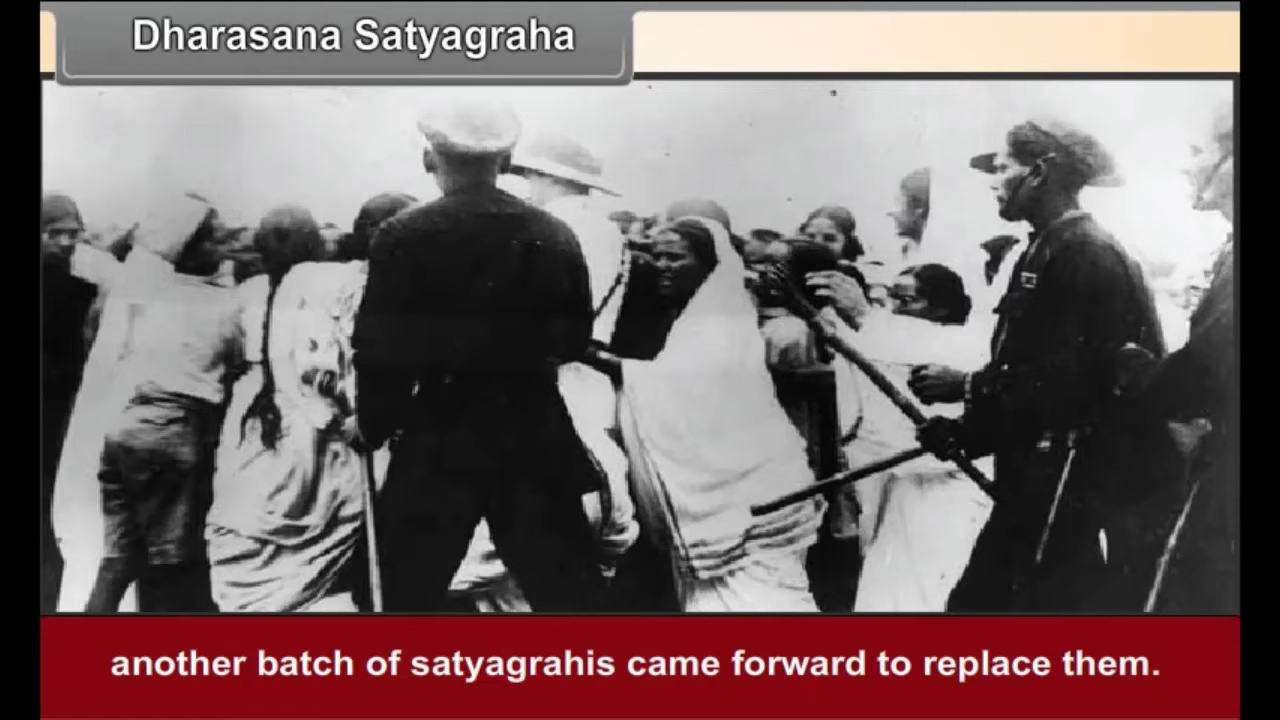 Dharasana Satyagraha
another batch of satyagrahis came forward to replace them.